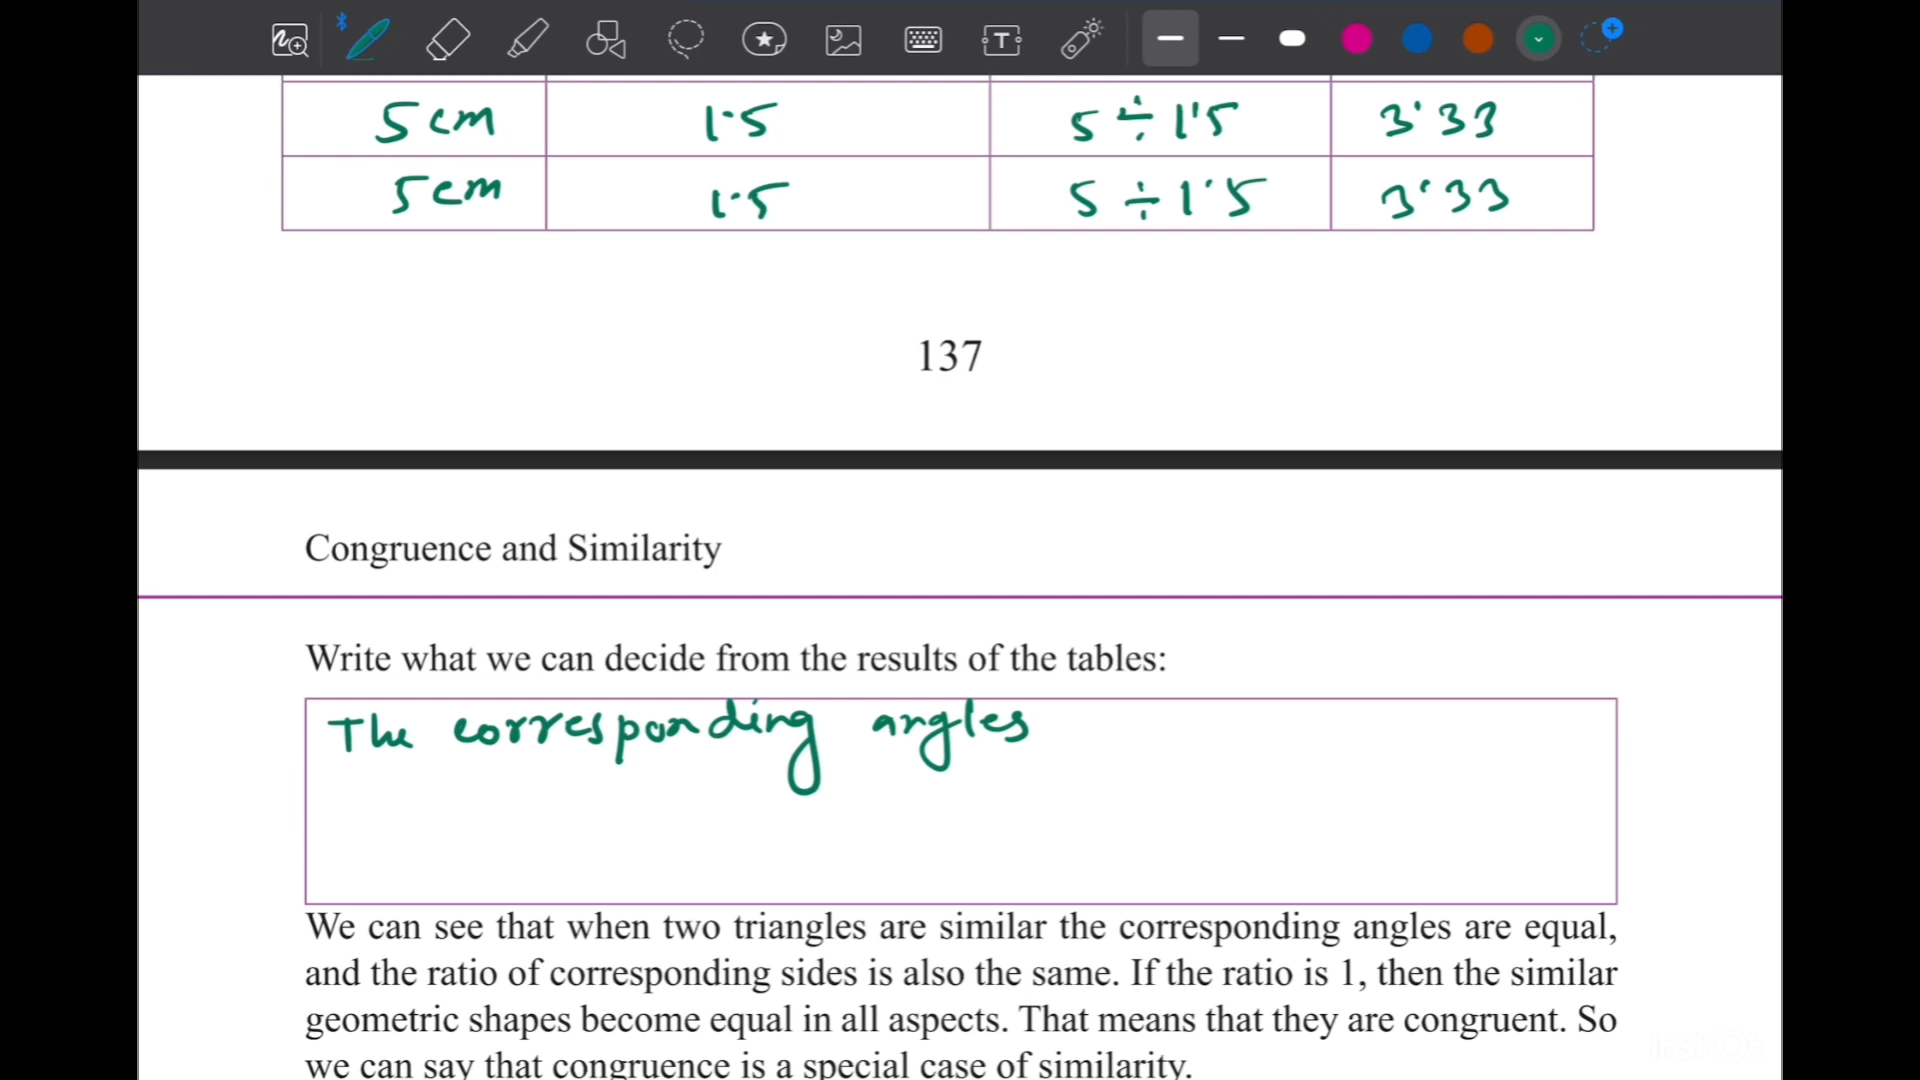 5 cm 1.5 5 ÷ 1.5 3.33
5 cm 1.5 5 ÷ 1.5 3.33
137
Congruence and Similarity
Write what we can decide from the results of the tables:
The corresponding angles
We can see that when two triangles are similar the corresponding angles are equal,
and the ratio of corresponding sides is also the same. If the ratio is 1, then the similar
geometric shapes become equal in all aspects. That means that they are congruent. So
we can say that congruence is a special case of similarity.